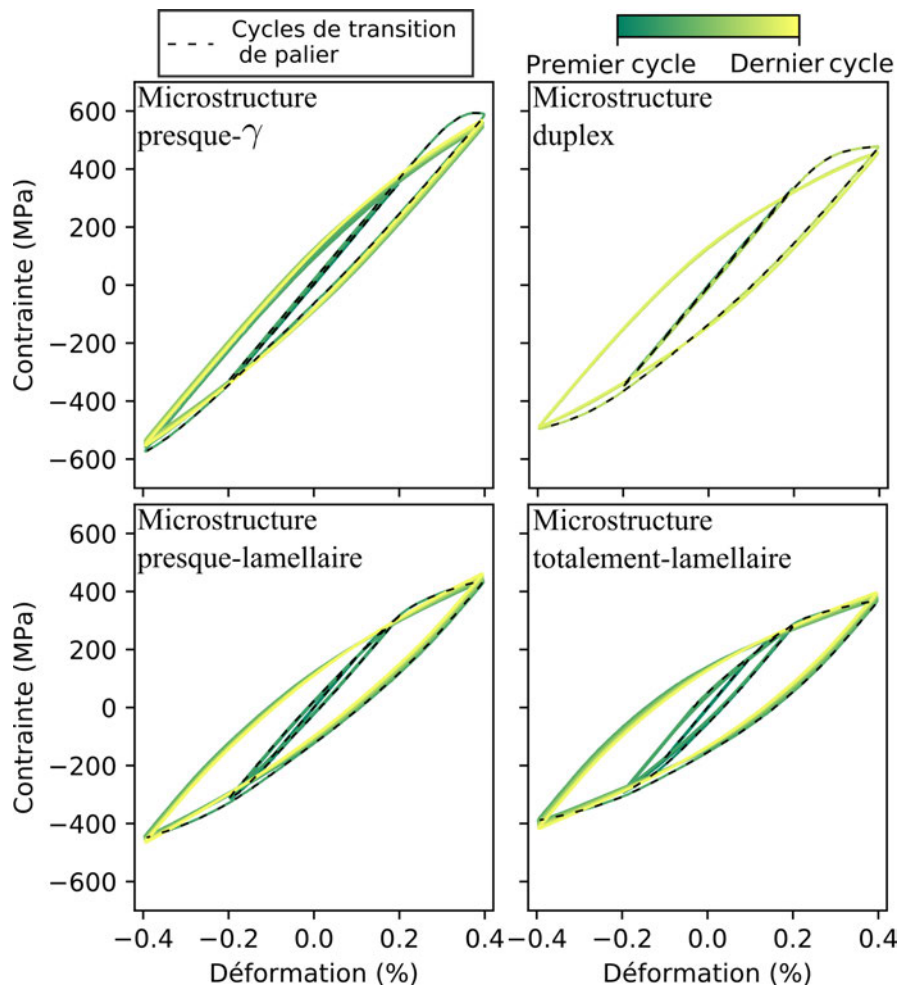 Cycles de transition
de palier
Premier cycle
Dernier cycle
Microstructure
presque-γ
Microstructure
duplex
600
400
200
0
−200
−400
−600
Contrainte (MPa)
Microstructure
presque-lamellaire
Microstructure
totalement-lamellaire
600
400
200
0
−200
−400
−600
Contrainte (MPa)
−0.4
−0.2
0.0
0.2
0.4
−0.4
−0.2
0.0
0.2
0.4
Déformation (%)
Déformation (%)